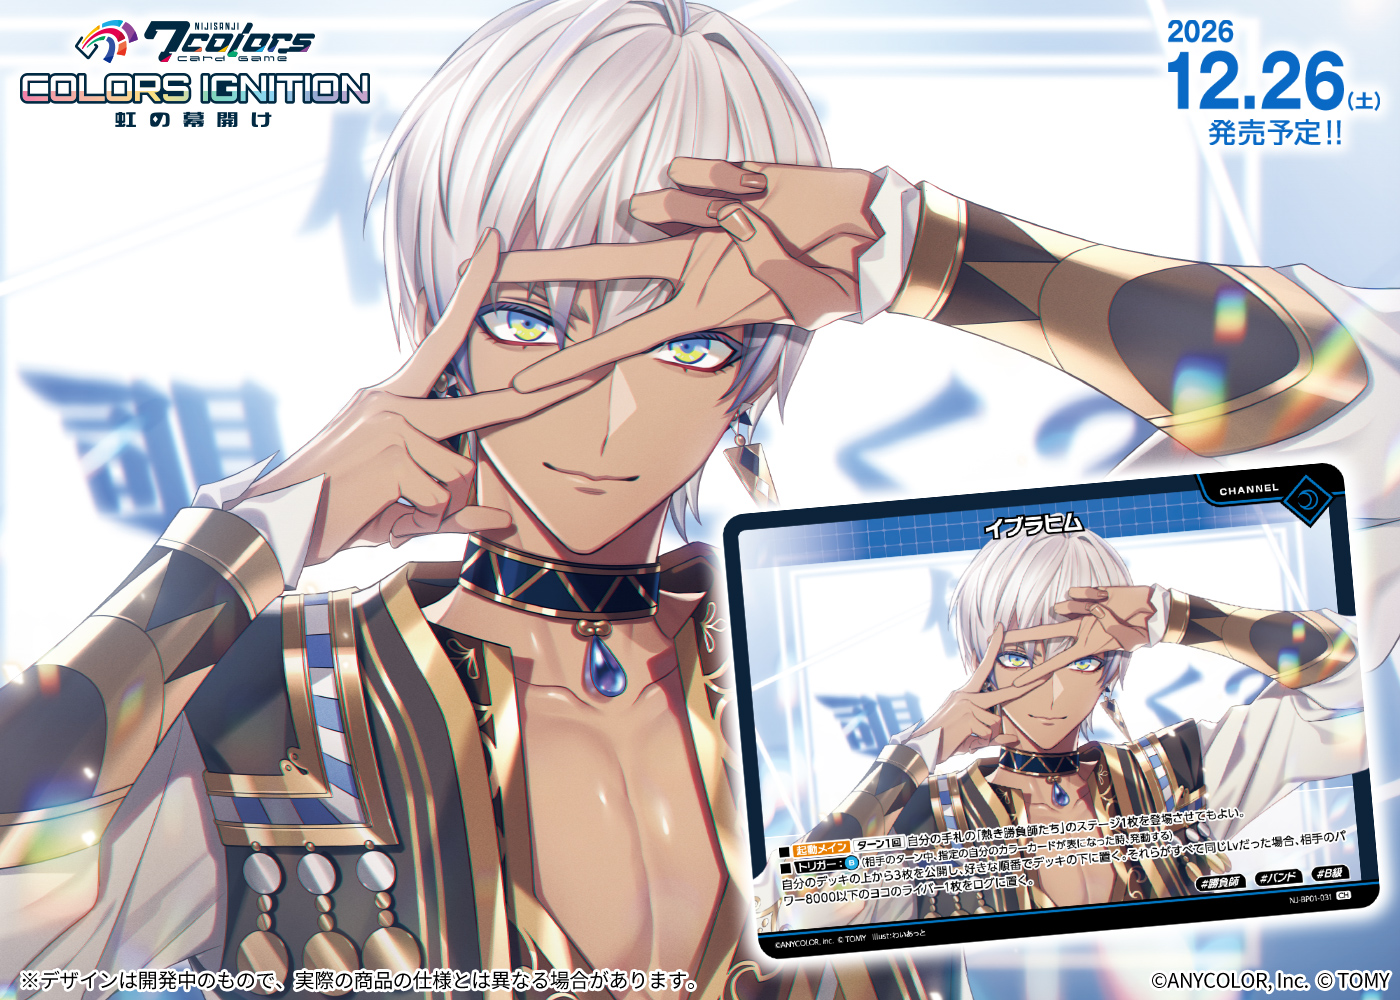 NIJISANJI
7colors
card game
COLORS IGNITION
虹の幕開け
2026
12.26(土)
発売予定!!
覗
く?
CHANNEL
イブラヒム
■ 起動メイン [ターン1回] 自分の手札の「熱き勝負師たち」のステージ1枚を登場させてもよい。
■ トリガー:B (相手のターン中、指定の自分のカラーカードが表になった時、発動する)
自分のデッキの上から3枚を公開し、好きな順番でデッキの下に置く。それらがすべて同じLvだった場合、相手のパ
ワー8000以下のヨコのライバー1枚をログに置く。
#勝負師 #バンド #B級
NJ-BP01-031 CH
©ANYCOLOR, Inc. © TOMY illust:わいあっと
※デザインは開発中のもので、実際の商品の仕様とは異なる場合があります。
©ANYCOLOR, Inc. © TOMY